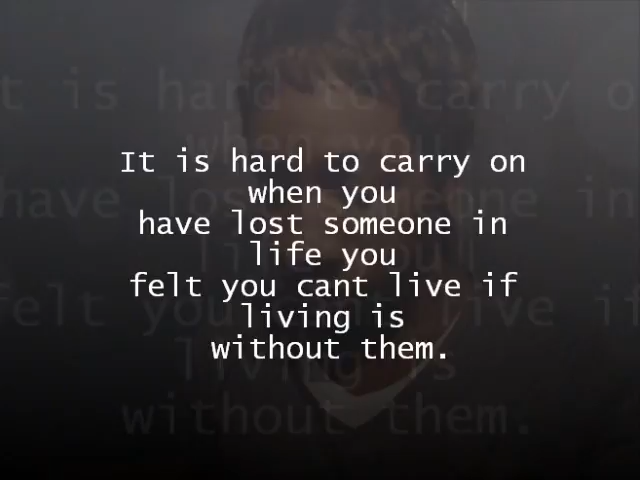 It is hard to carry on
when you
have lost someone in
life you
felt you cant live if
living is
without them.